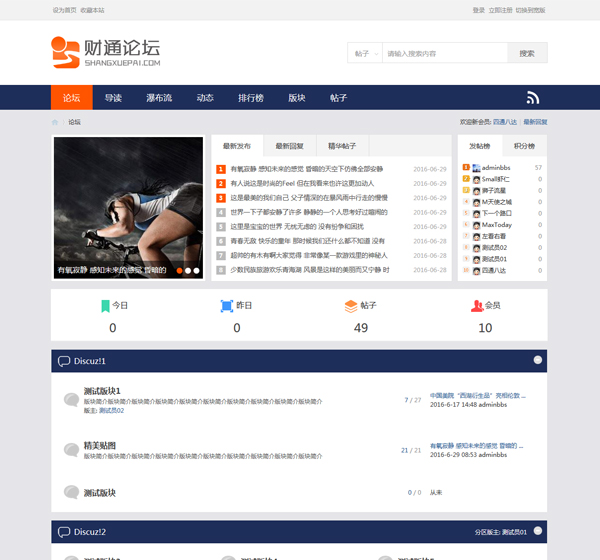 设为首页 收藏本站
登录 立即注册 切换到宽版
财通论坛
SHANGXUEPAI.COM
帖子 请输入搜索内容 搜索
论坛 导读 瀑布流 动态 排行榜 版块 帖子
论坛
欢迎新会员: 四通八达 最新回复
有氧寂静 感知未来的感觉 昏暗的
最新发布 最新回复 精华帖子
1 有氧寂静 感知未来的感觉 昏暗的天空下仿佛全部安静 2016-06-29
2 有人说这是时尚的Feel 但在我看来也许这更加动人 2016-06-29
3 这是最美的我们自己 父子情深的在晨风雨中行走的慢慢 2016-06-29
4 世界一下子都安静了许多 静静的一个人思考好过喧闹的 2016-06-29
5 这里是宝宝的世界 无忧无虑的 没有纷争和困扰 2016-06-29
6 青春无敌 快乐的童年 那时候我们还什么都不知道 没有 2016-06-28
7 超帅的有木有啊大家觉得 非常像某一款游戏里的神秘人 2016-06-28
8 少数民族旅游欢乐青海湖 风景是这样的美丽而又宁静 时 2016-06-28
发帖榜 积分榜
1 adminbbs 57
2 Small虾仁 0
3 狮子流星 0
4 M天使之城 0
5 下一个路口 0
6 MaxToday 0
7 左看右看 0
8 测试员02 0
9 测试员01 0
10 四通八达 0
今日 昨日 帖子 会员
0 0 49 10
Discuz!1
测试版块1
版块简介版块简介版块简介版块简介版块简介版块简介版块简介版块简介版块简介版块简介
版主: 测试员02
7 / 27
中国美院 "西湖衍生品" 亮相伦敦 ...
2016-6-17 14:48 adminbbs
精美贴图
版块简介版块简介版块简介版块简介版块简介版块简介版块简介版块简介版块简介版块简介
21 / 21
有氧寂静 感知未来的感觉 昏暗的 ...
2016-6-29 08:53 adminbbs
测试版块
0 / 0
从未
Discuz!2
分区版主: 测试员01